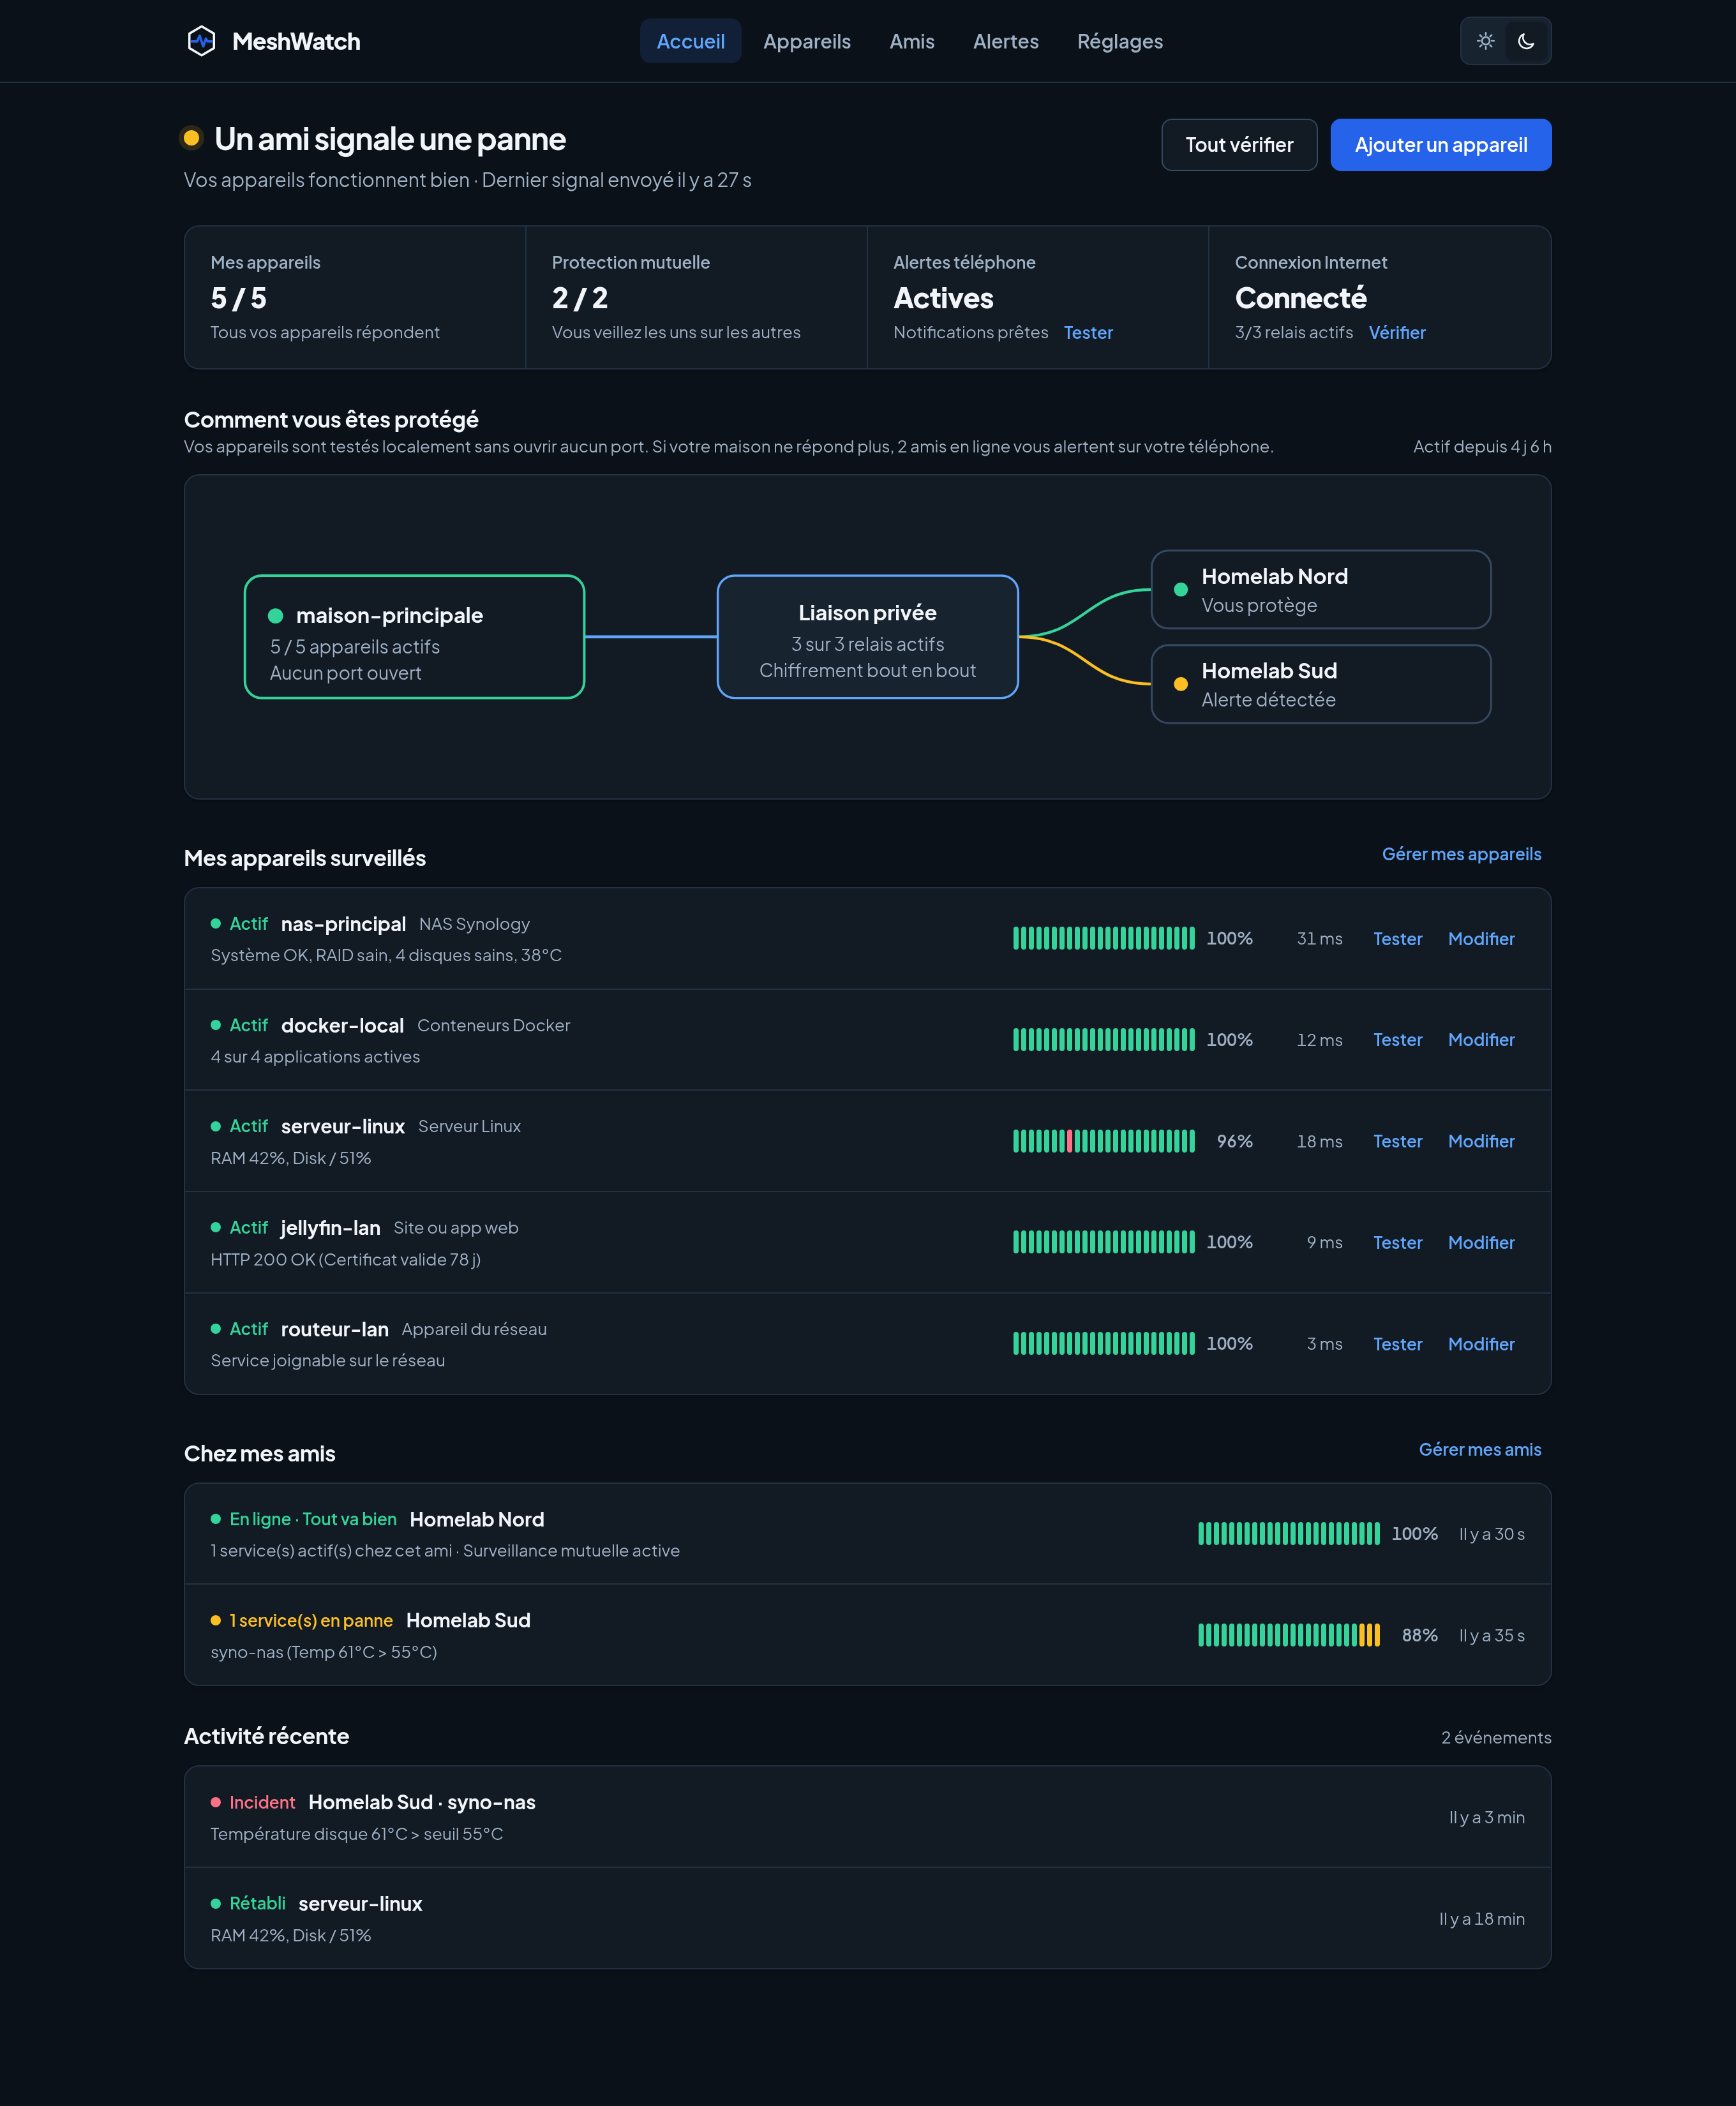 MeshWatch
Accueil
Appareils
Amis
Alertes
Réglages
Un ami signale une panne
Vos appareils fonctionnent bien · Dernier signal envoyé il y a 27 s
Tout vérifier
Ajouter un appareil
Mes appareils
5 / 5
Tous vos appareils répondent
Protection mutuelle
2 / 2
Vous veillez les uns sur les autres
Alertes téléphone
Actives
Notifications prêtes Tester
Connexion Internet
Connecté
3/3 relais actifs Vérifier
Comment vous êtes protégé
Vos appareils sont testés localement sans ouvrir aucun port. Si votre maison ne répond plus, 2 amis en ligne vous alertent sur votre téléphone.
Actif depuis 4 j 6 h
maison-principale
5 / 5 appareils actifs
Aucun port ouvert
Liaison privée
3 sur 3 relais actifs
Chiffrement bout en bout
Homelab Nord
Vous protège
Homelab Sud
Alerte détectée
Mes appareils surveillés
Gérer mes appareils
Actif nas-principal NAS Synology
Système OK, RAID sain, 4 disques sains, 38°C
100% 31 ms Tester Modifier
Actif docker-local Conteneurs Docker
4 sur 4 applications actives
100% 12 ms Tester Modifier
Actif serveur-linux Serveur Linux
RAM 42%, Disk / 51%
96% 18 ms Tester Modifier
Actif jellyfin-lan Site ou app web
HTTP 200 OK (Certificat valide 78 j)
100% 9 ms Tester Modifier
Actif routeur-lan Appareil du réseau
Service joignable sur le réseau
100% 3 ms Tester Modifier
Chez mes amis
Gérer mes amis
En ligne · Tout va bien Homelab Nord
1 service(s) actif(s) chez cet ami · Surveillance mutuelle active
100% Il y a 30 s
1 service(s) en panne Homelab Sud
syno-nas (Temp 61°C > 55°C)
88% Il y a 35 s
Activité récente
2 événements
Incident Homelab Sud · syno-nas
Température disque 61°C > seuil 55°C
Il y a 3 min
Rétabli serveur-linux
RAM 42%, Disk / 51%
Il y a 18 min